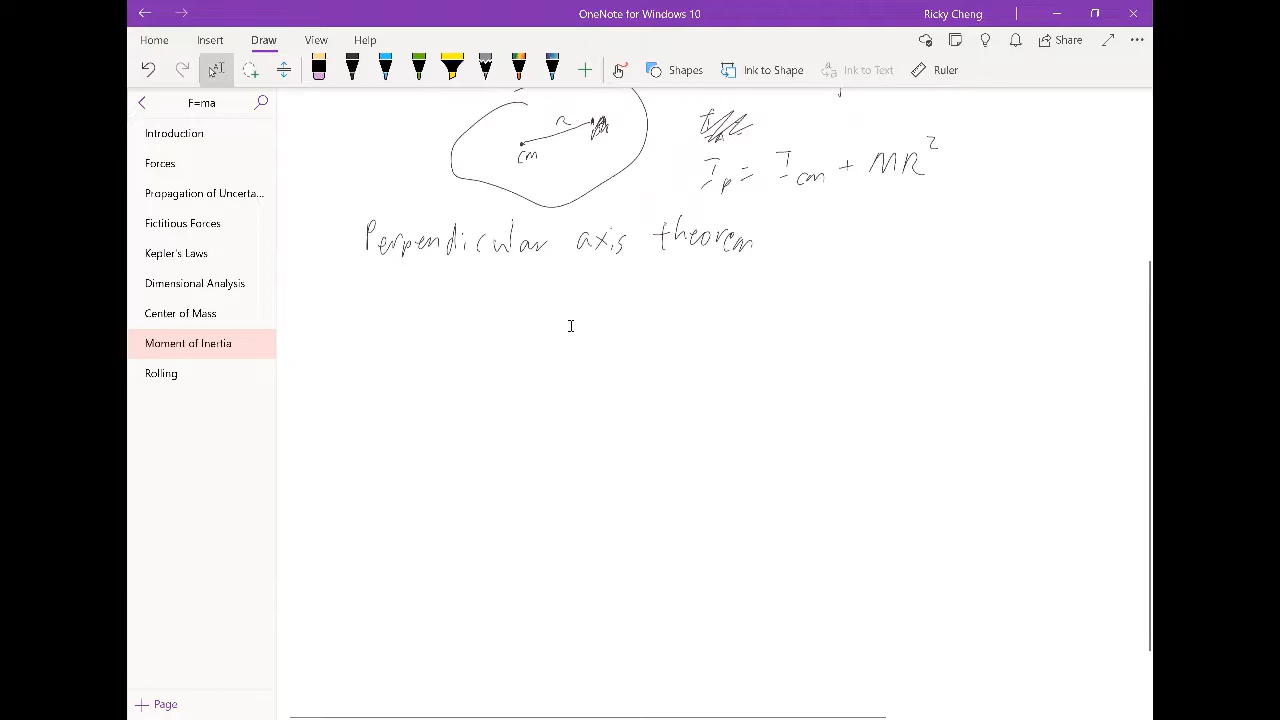 OneNote for Windows 10
Ricky Cheng
Home Insert Draw View Help
Share
Shapes Ink to Shape Ink to Text Ruler
F=ma
Introduction
Forces
Propagation of Uncerta...
Fictitious Forces
Kepler's Laws
Dimensional Analysis
Center of Mass
Moment of Inertia
Rolling
Page
R
cm
I_p = I_cm + MR^2
Perpendicular axis theorem